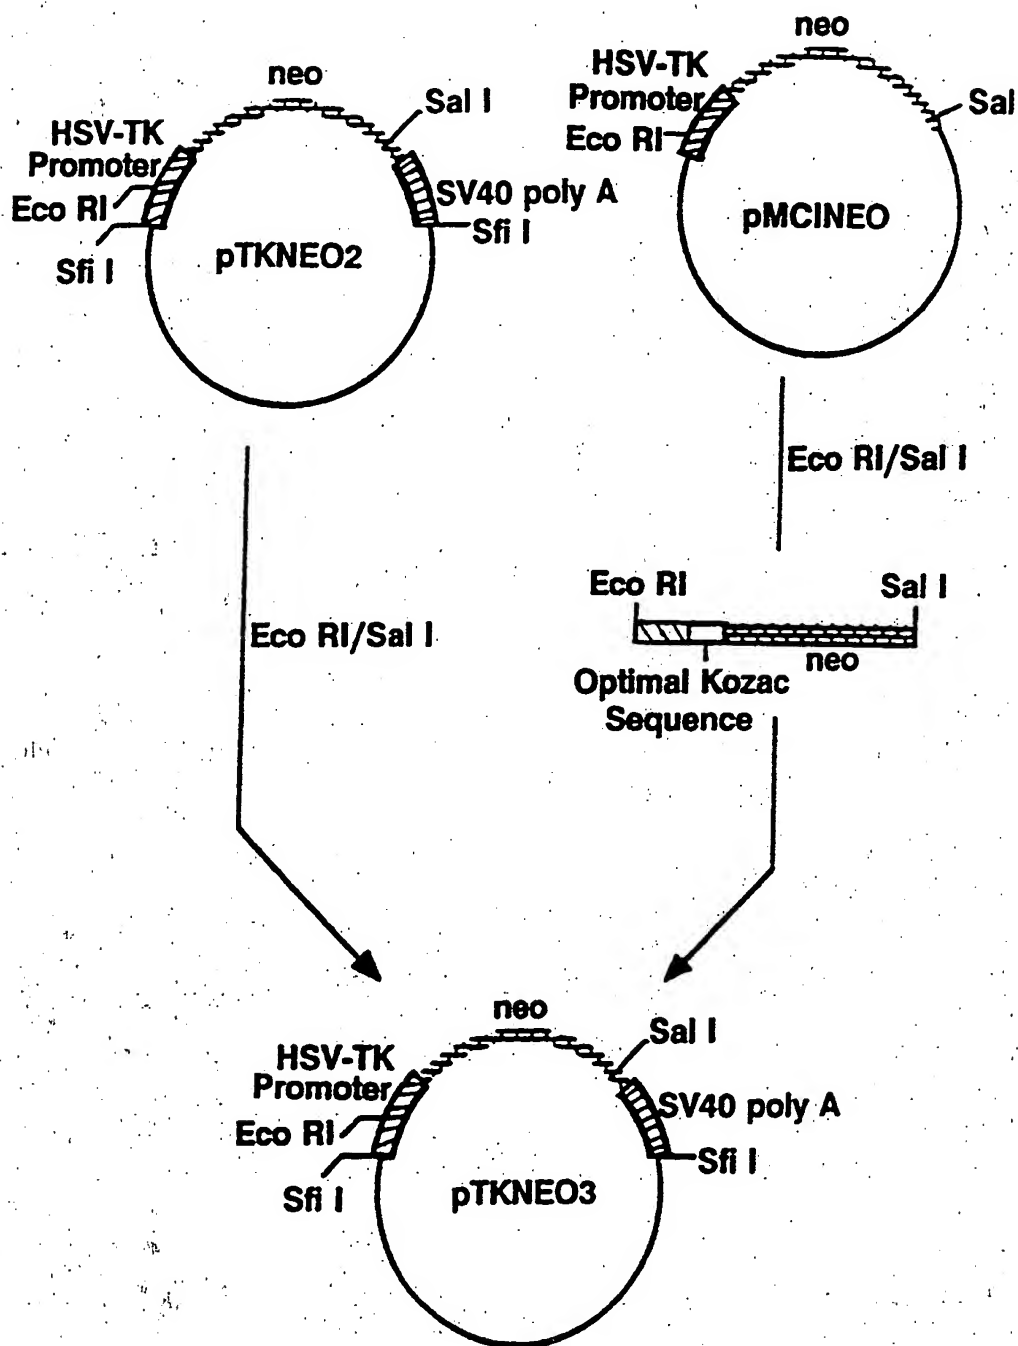 neo
HSV-TK
Promoter
Eco RI
Sfi I
Sal I
SV40 poly A
Sfi I
pTKNEO2
neo
HSV-TK
Promoter
Eco RI
Sal
pMCINEO
Eco RI/Sal I
Eco RI/Sal I
Eco RI
Sal I
neo
Optimal Kozac
Sequence
neo
HSV-TK
Promoter
Eco RI
Sfi I
Sal I
SV40 poly A
Sfi I
pTKNEO3